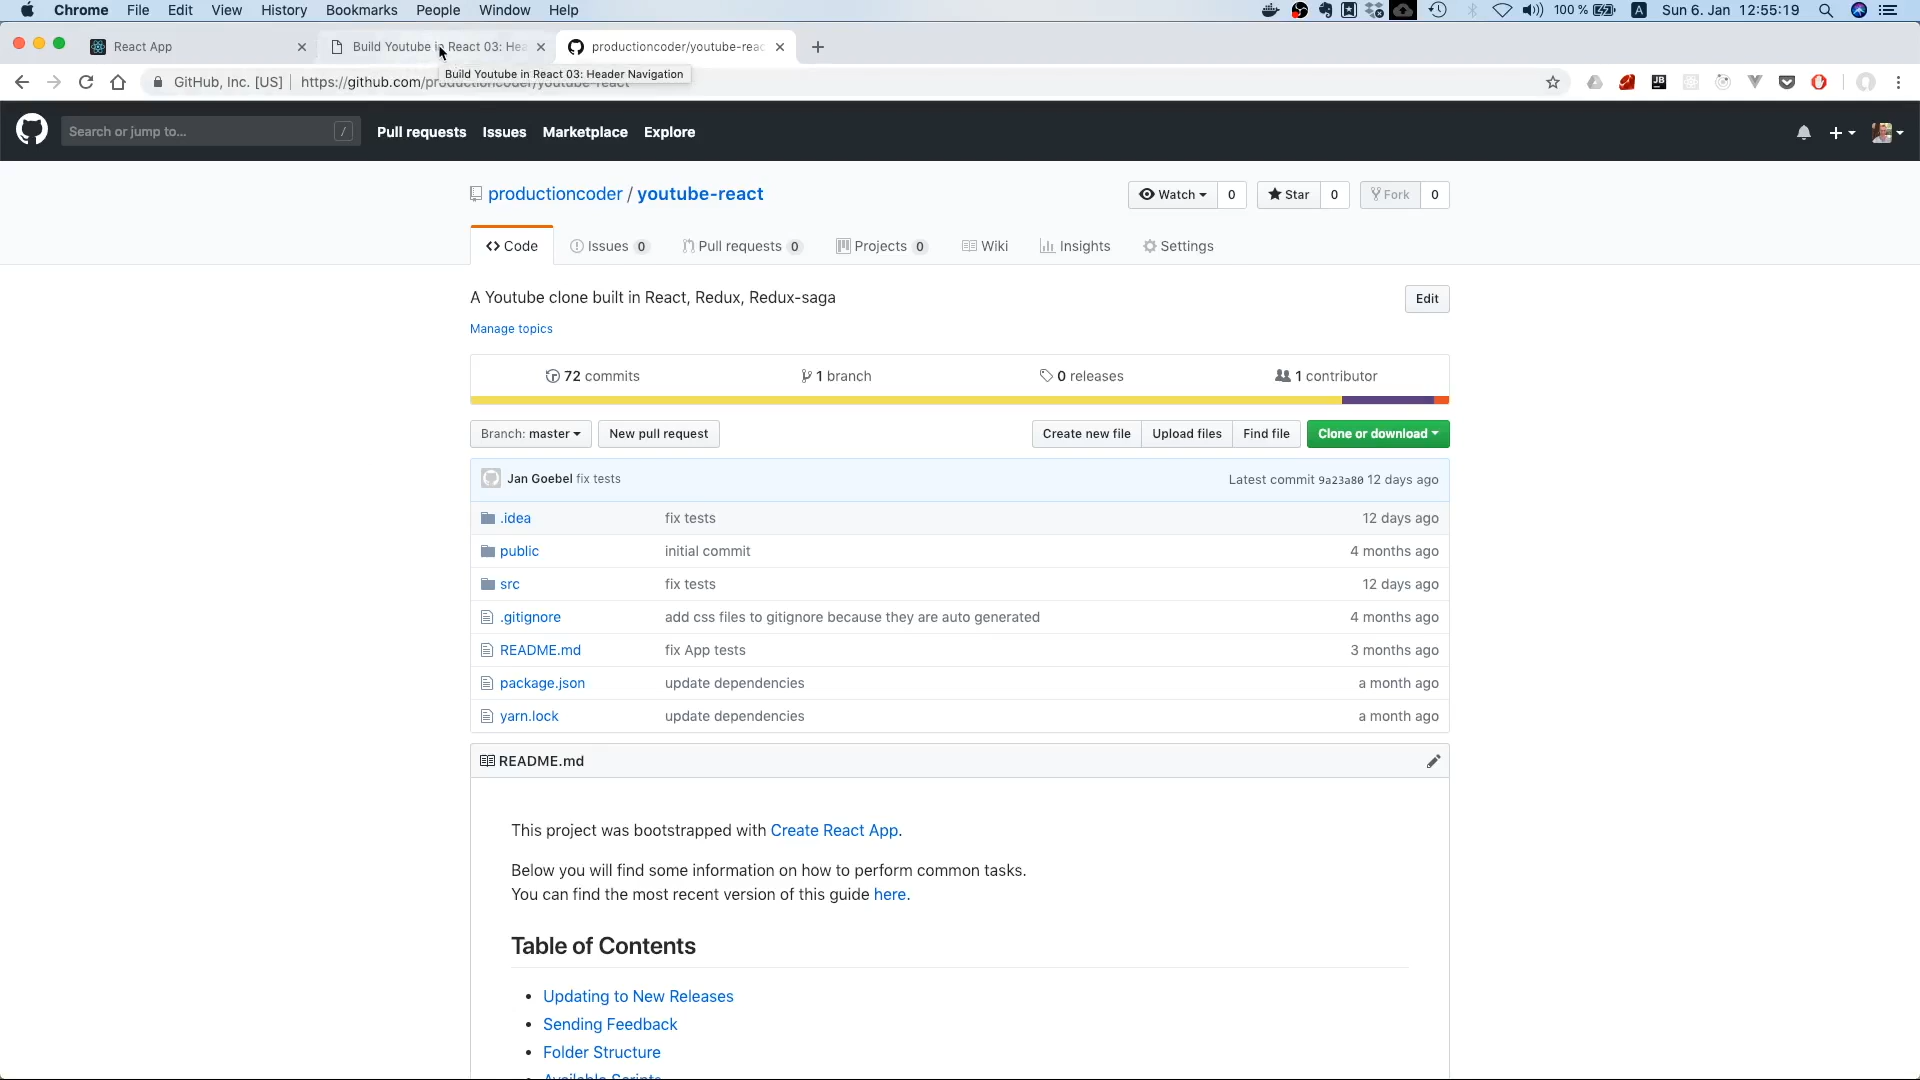 Chrome File Edit View History Bookmarks People Window Help 100 % A Sun 6. Jan 12:55:19
React App Build Youtube in React 03: Hea productioncoder/youtube-reac
Build Youtube in React 03: Header Navigation
GitHub, Inc. [US] https://github.com/productioncoder/youtube-react JB
Search or jump to... / Pull requests Issues Marketplace Explore
productioncoder / youtube-react Watch 0 Star 0 Fork 0
Code Issues 0 Pull requests 0 Projects 0 Wiki Insights Settings
A Youtube clone built in React, Redux, Redux-saga Edit
Manage topics
72 commits 1 branch 0 releases 1 contributor
Branch: master New pull request Create new file Upload files Find file Clone or download
Jan Goebel fix tests Latest commit 9a23a80 12 days ago
.idea fix tests 12 days ago
public initial commit 4 months ago
src fix tests 12 days ago
.gitignore add css files to gitignore because they are auto generated 4 months ago
README.md fix App tests 3 months ago
package.json update dependencies a month ago
yarn.lock update dependencies a month ago
README.md
This project was bootstrapped with Create React App.
Below you will find some information on how to perform common tasks.
You can find the most recent version of this guide here.
Table of Contents
• Updating to New Releases
• Sending Feedback
• Folder Structure
• Available Scripts